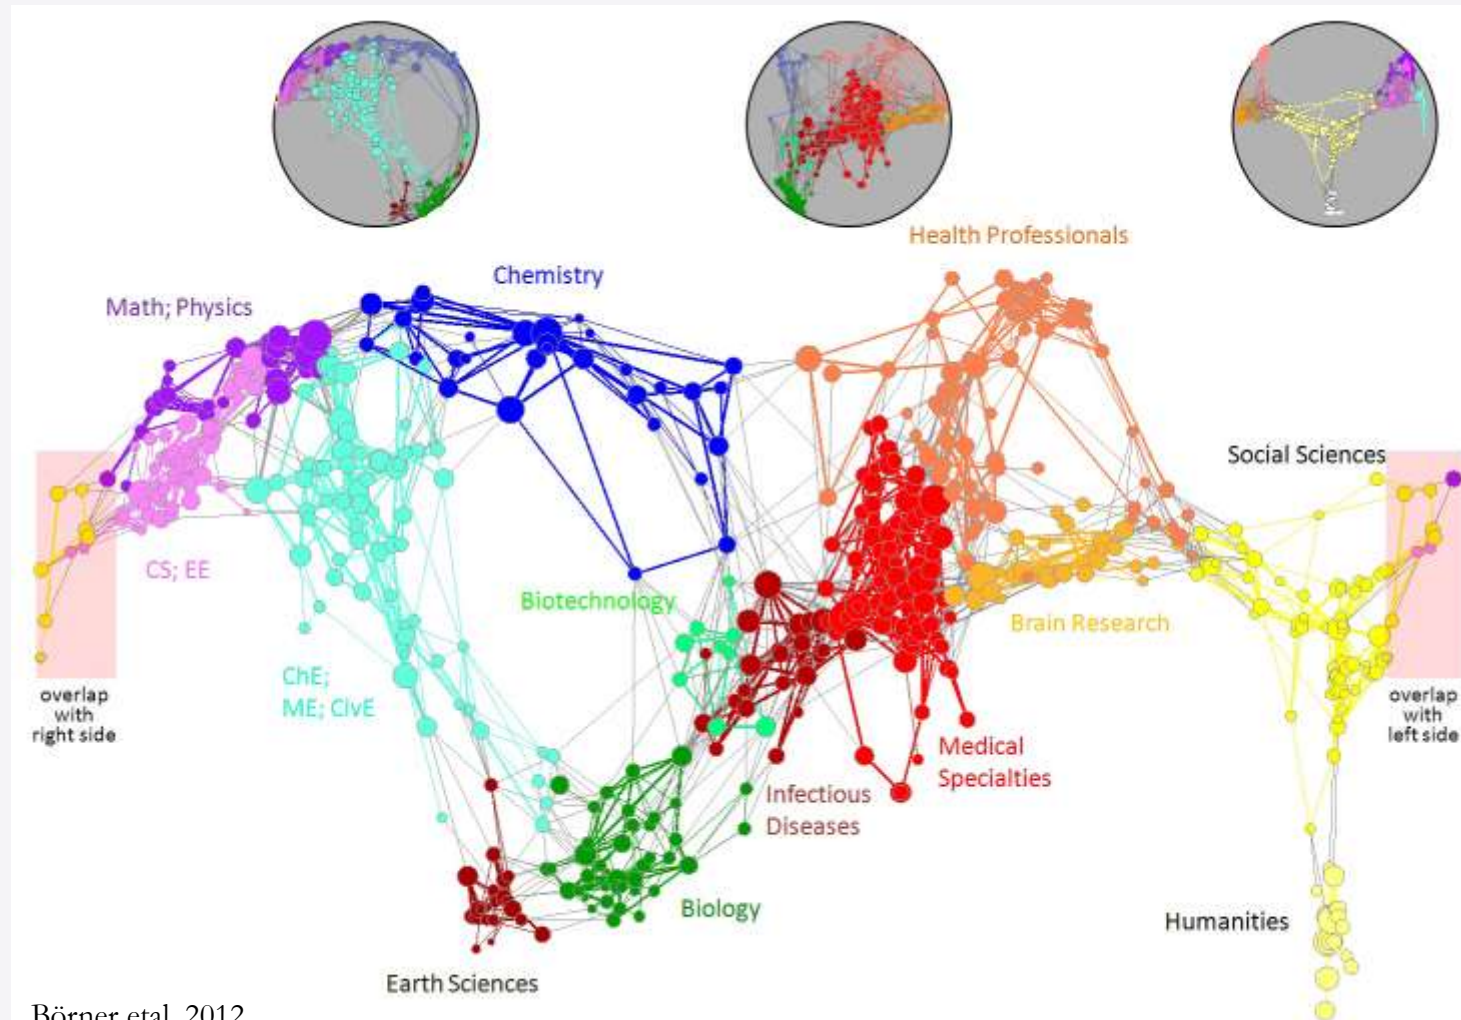 Health Professionals
Chemistry
Math; Physics
Social Sciences
CS; EE
Biotechnology
Brain Research
ChE;
ME; CivE
overlap
with
right side
overlap
with
left side
Medical
Specialties
Infectious
Diseases
Biology
Humanities
Earth Sciences
Börner etal, 2012